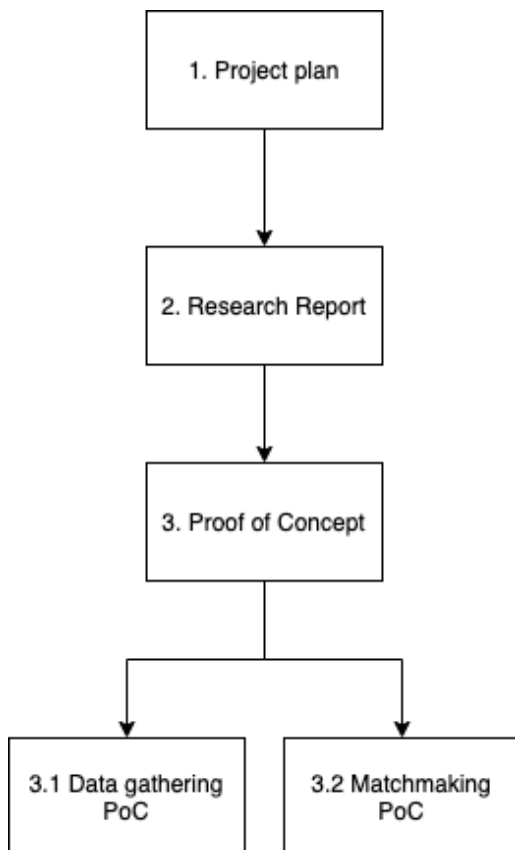 1. Project plan
2. Research Report
3. Proof of Concept
3.1 Data gathering
PoC
3.2 Matchmaking
PoC